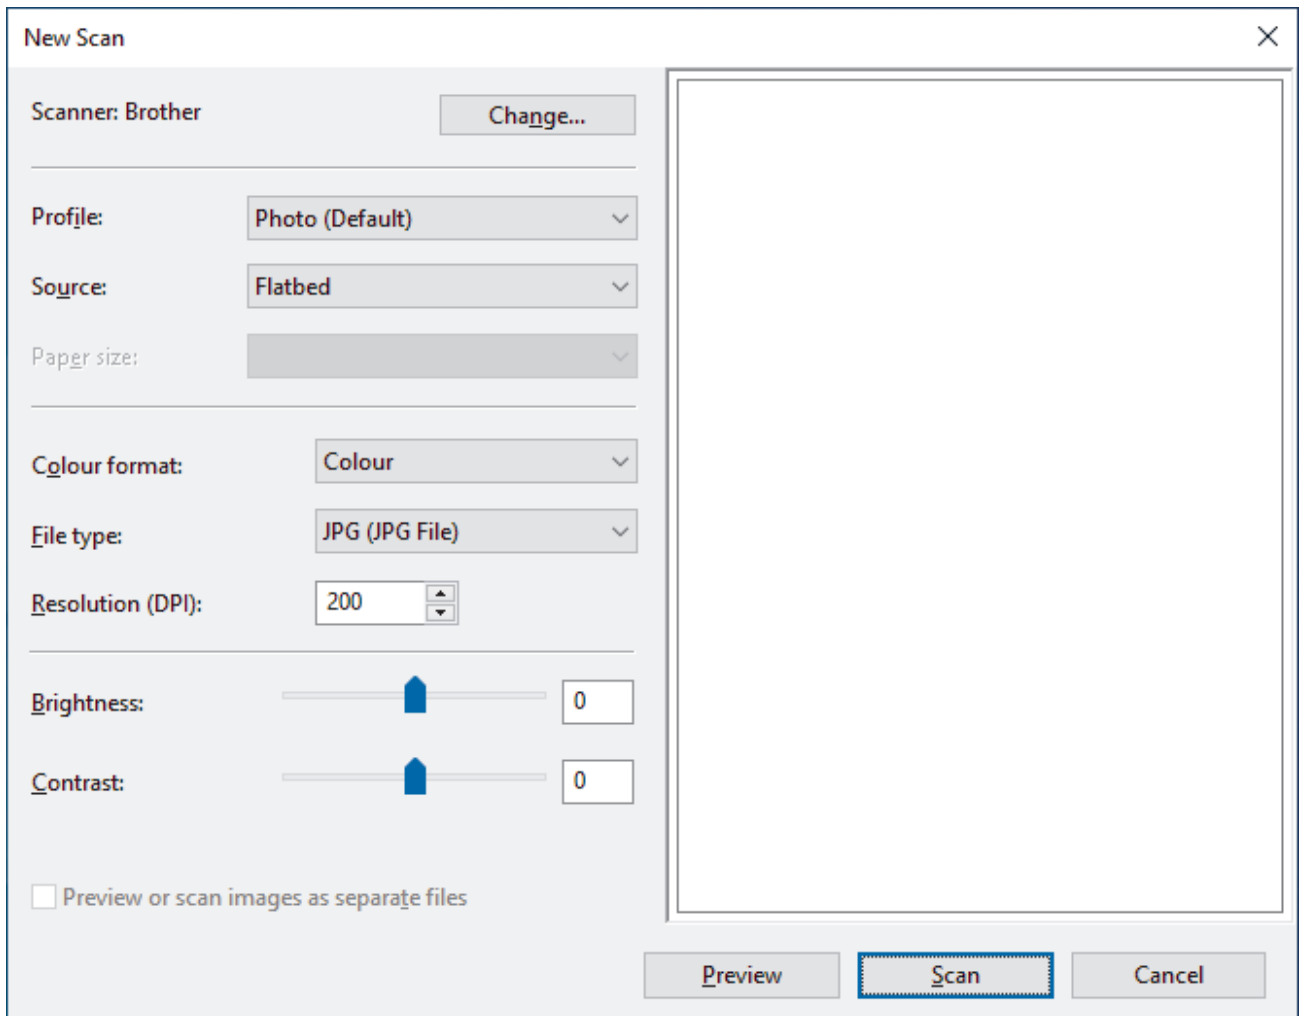 New Scan
Scanner: Brother
Change...
Profile:
Photo (Default)
Source:
Flatbed
Paper size:
Colour format:
Colour
File type:
JPG (JPG File)
Resolution (DPI):
200
Brightness:
0
Contrast:
0
Preview or scan images as separate files
Preview
Scan
Cancel